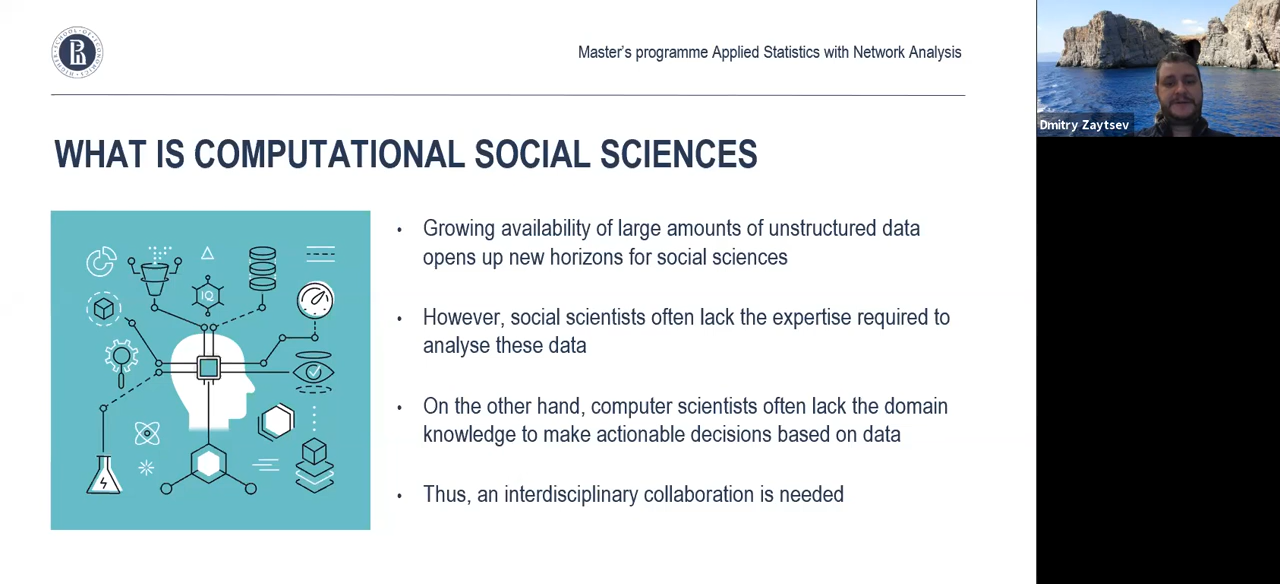 Master's programme Applied Statistics with Network Analysis
Dmitry Zaytsev
WHAT IS COMPUTATIONAL SOCIAL SCIENCES
IQ
• Growing availability of large amounts of unstructured data
opens up new horizons for social sciences
• However, social scientists often lack the expertise required to
analyse these data
• On the other hand, computer scientists often lack the domain
knowledge to make actionable decisions based on data
• Thus, an interdisciplinary collaboration is needed